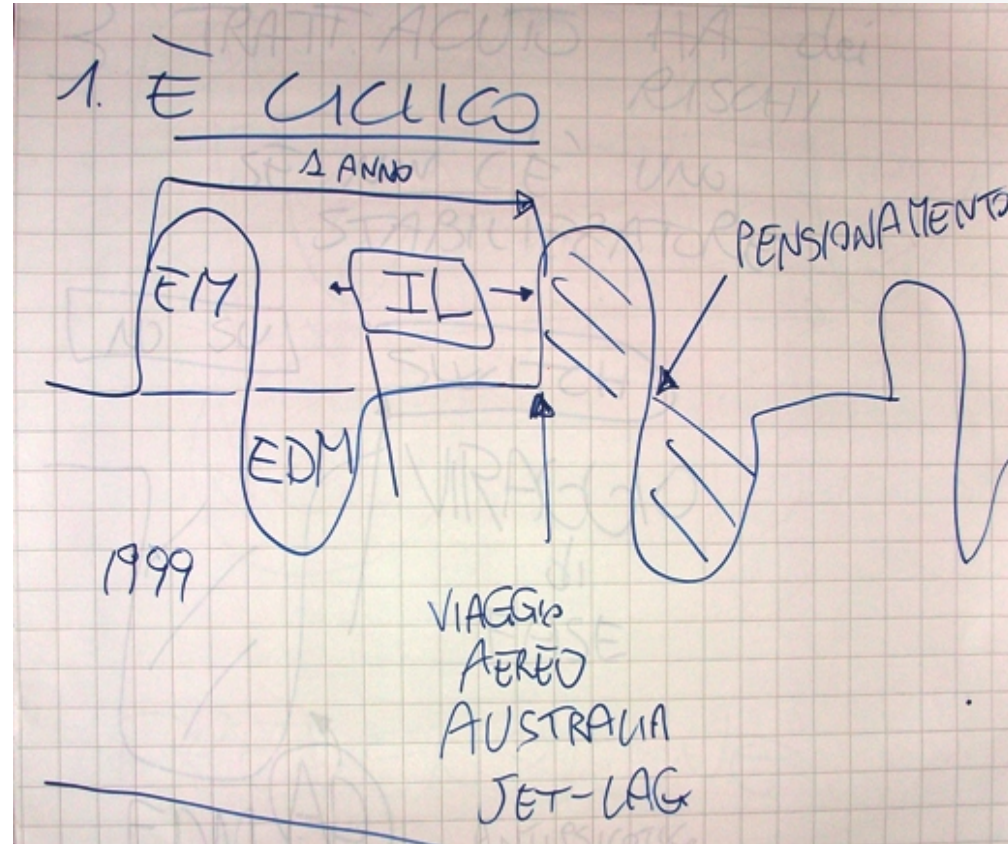 1. È CICLICO
1 ANNO
PENSIONAMENTO
EM
IL
EDM
1999
VIAGGIO
AEREO
AUSTRALIA
JET-LAG